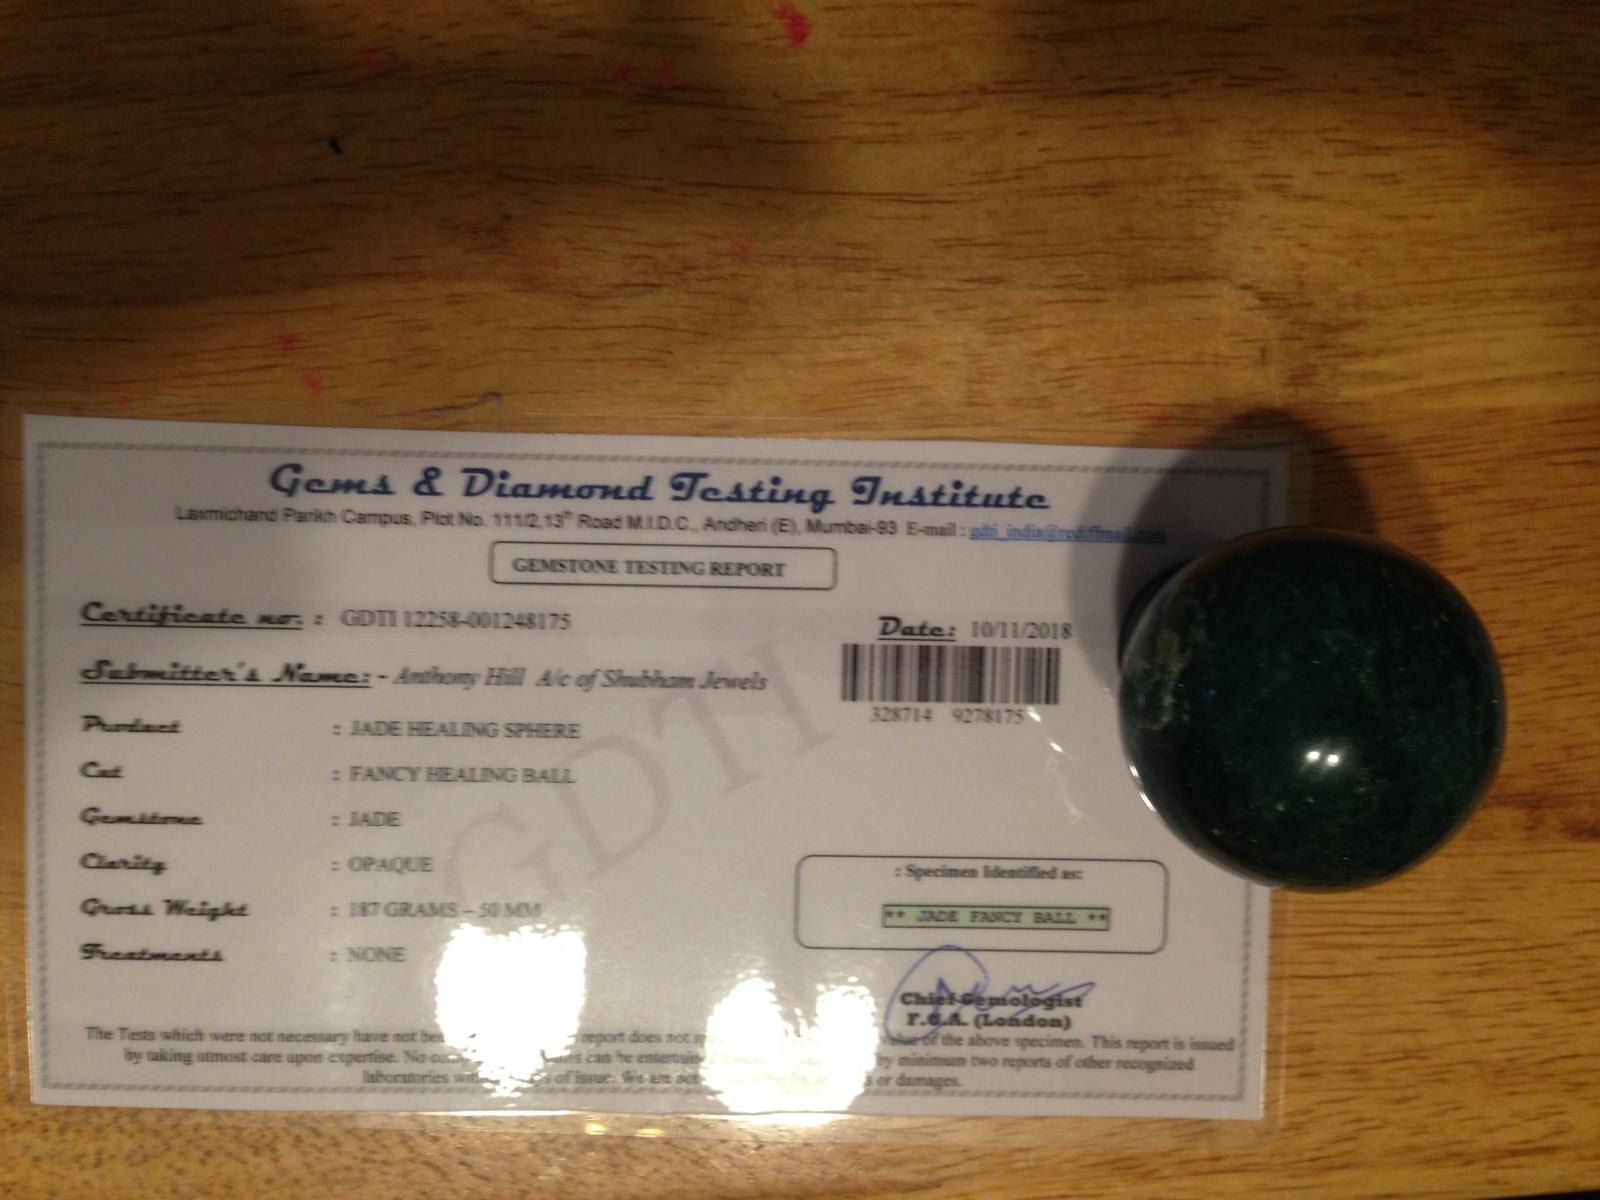 Gems & Diamond Testing Institute
Laxmichand Parikh Campus, Plot No. 111/2,13th Road M.I.D.C., Andheri (E), Mumbai-93 E-mail : gdti_india@rediffmail.com
GEMSTONE TESTING REPORT
Certificate no. : GDTI 12258-001248175
Date: 10/11/2018
Submitter's Name: - Anthony Hill A/c of Shubham Jewels
328714 9278175
Product : JADE HEALING SPHERE
Cut : FANCY HEALING BALL
Gemstone : JADE
Clarity : OPAQUE
Gross Weight : 187 GRAMS – 50 MM
Treatments : NONE
GDTI
: Specimen Identified as:
** JADE FANCY BALL **
Chief Gemologist
F.G.A. (London)
The Tests which were not necessary have not report does not of the above specimen. This report is issued
by taking utmost care upon expertise. No can be by minimum two reports of other recognized
laboratories of issue. We are not or damages.